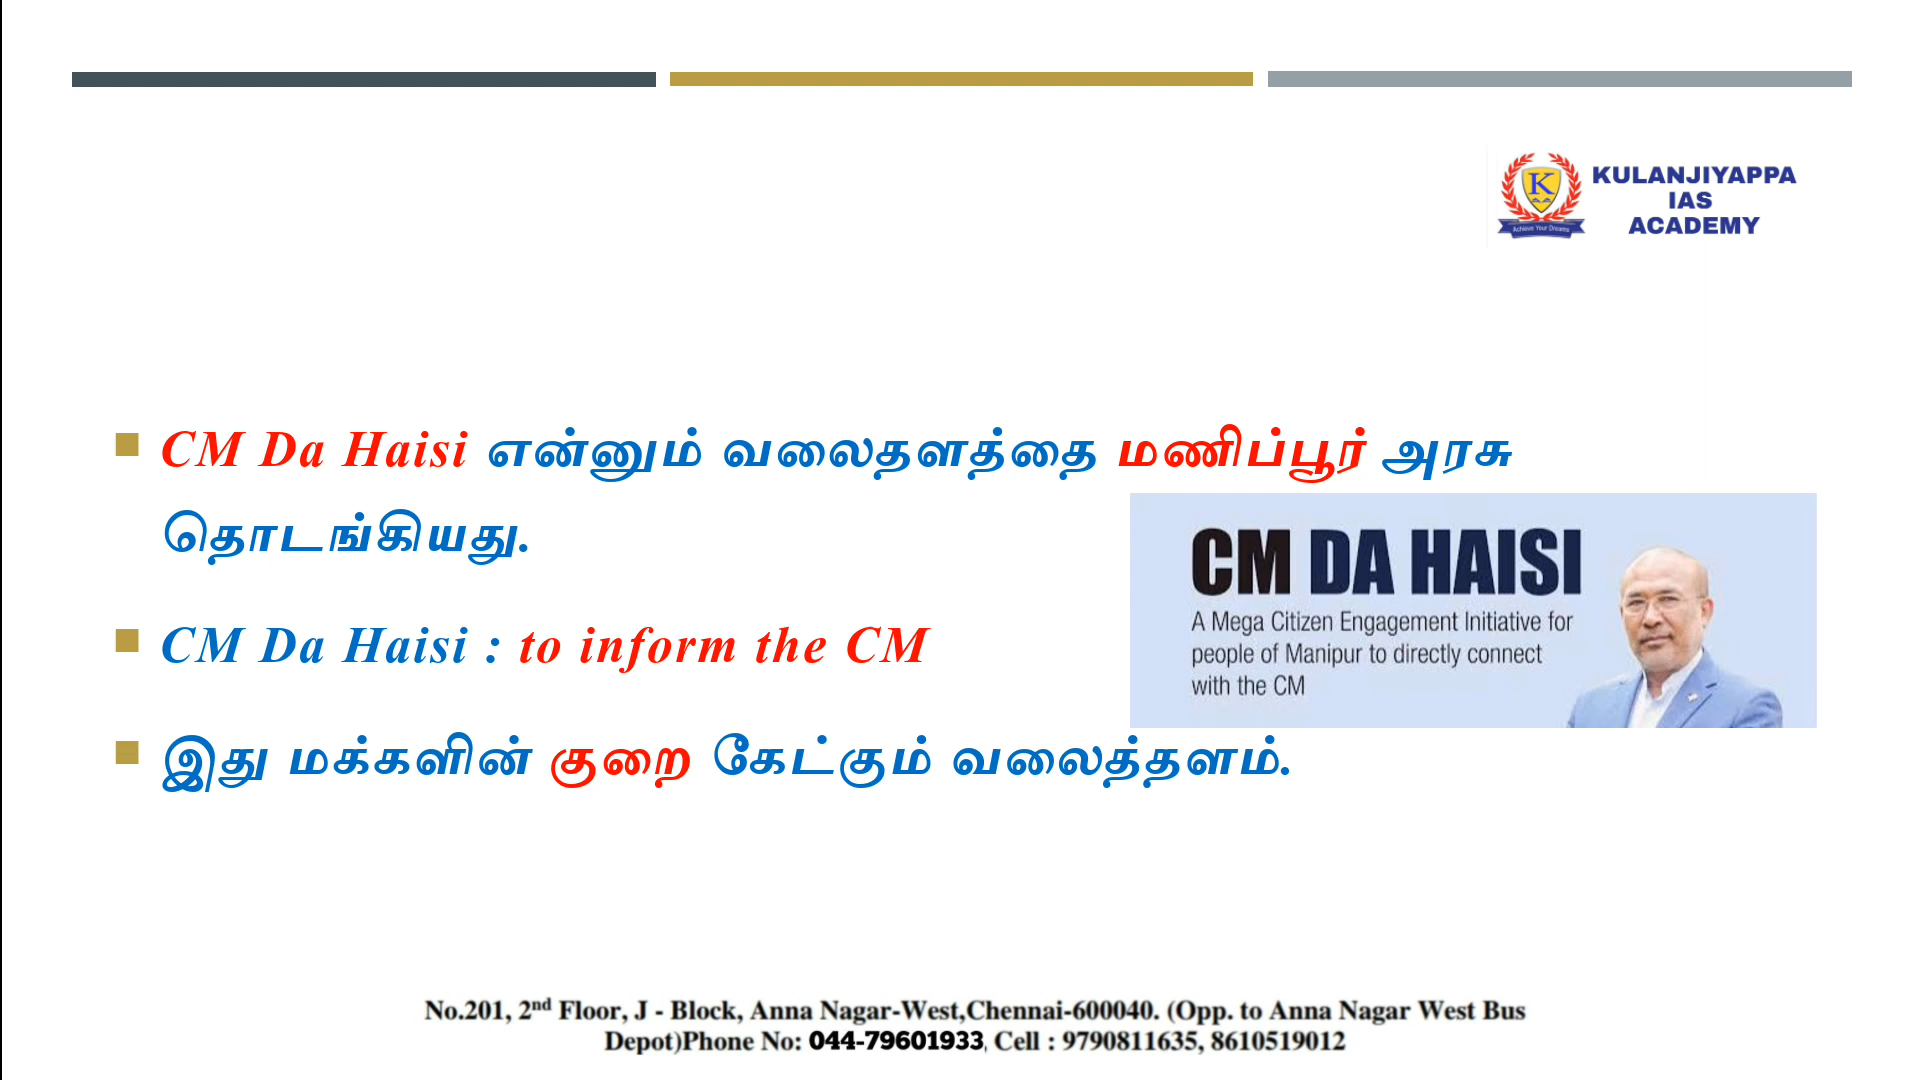 KULANJIYAPPA
IAS
ACADEMY
Achieve Your Dreams
CM Da Haisi என்னும் வலைதளத்தை மணிப்பூர் அரசு
தொடங்கியது.
CM DA HAISI
A Mega Citizen Engagement Initiative for
people of Manipur to directly connect
with the CM
CM Da Haisi : to inform the CM
இது மக்களின் குறை கேட்கும் வலைத்தளம்.
No.201, 2nd Floor, J - Block, Anna Nagar-West,Chennai-600040. (Opp. to Anna Nagar West Bus
Depot)Phone No: 044-79601933, Cell : 9790811635, 8610519012